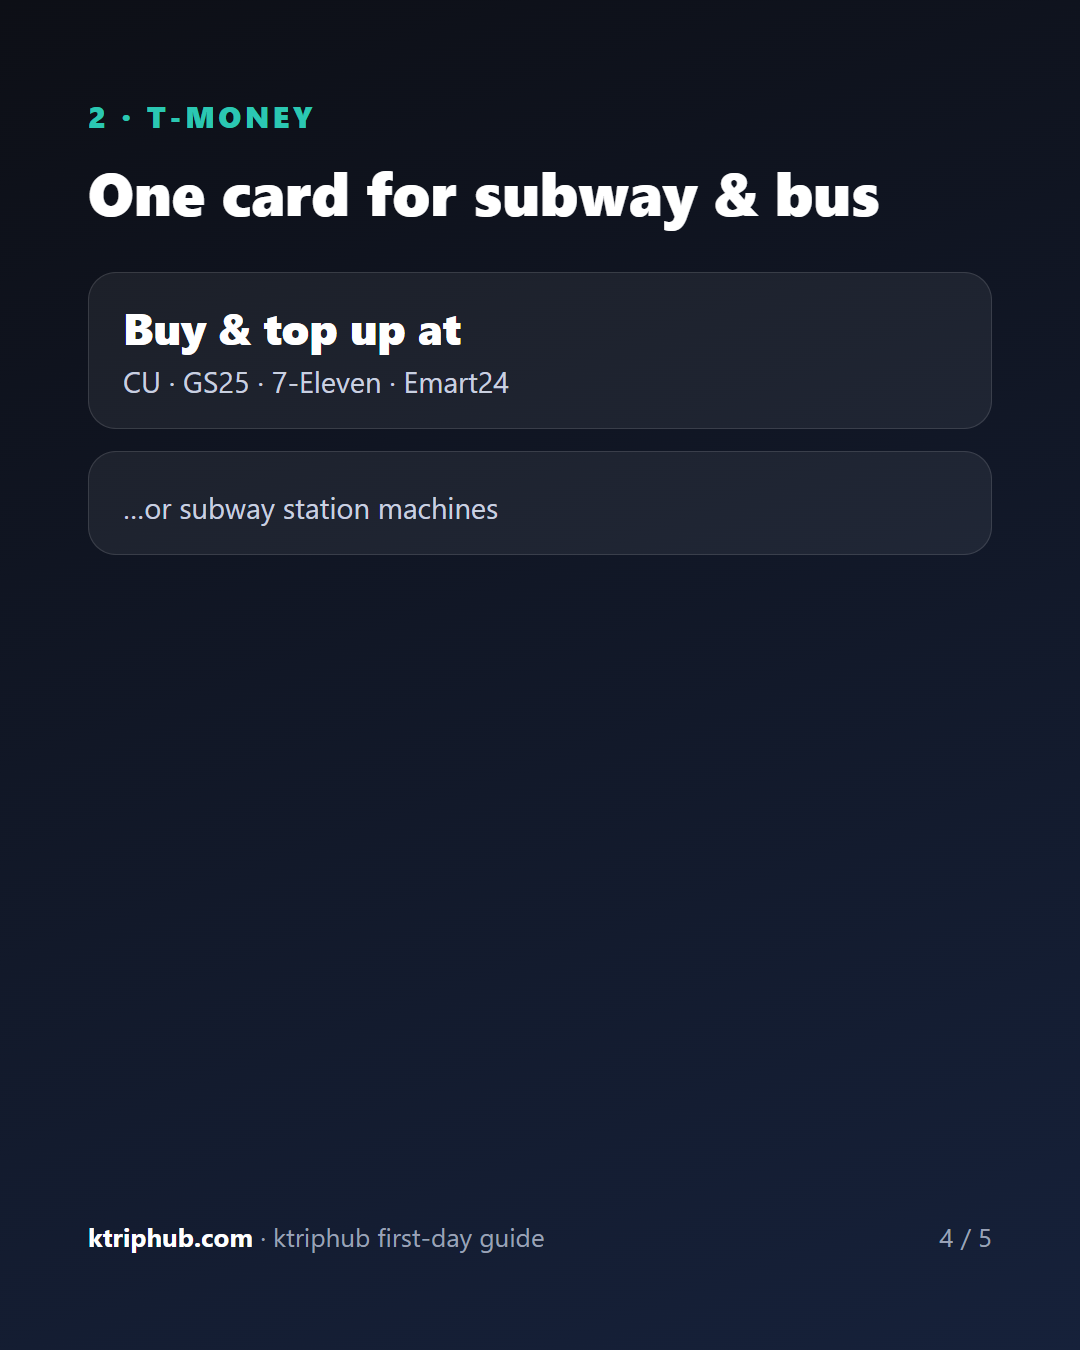 2 · T-MONEY
One card for subway & bus
Buy & top up at
CU · GS25 · 7-Eleven · Emart24
…or subway station machines
ktriphub.com · ktriphub first-day guide
4 / 5